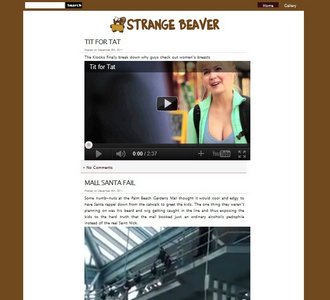 Home Gallery
STRANGE BEAVER
TIT FOR TAT
Posted on December 8th, 2011
The Kloons finally break down why guys check out women's breasts
Tit for Tat
0:00 / 2:37
• No Comments
MALL SANTA FAIL
Posted on December 8th, 2011
Some numb-nuts at the Palm Beach Gardens Mall thought it would cool and edgy to
have Santa rappel down from the catwalk to greet the kids. The one thing they weren't
planning on was his beard and wig getting caught in the line and thus exposing the
kids to the hard truth that the mall booked just an ordinary alcoholic pedophile
instead of the real Saint Nick.